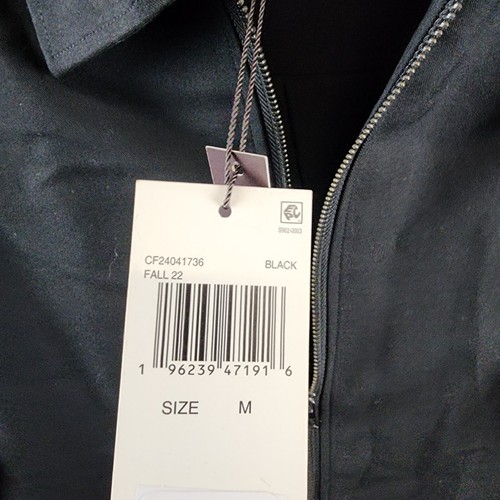 CF24041736 BLACK
FALL 22
1 96239 47191 6
SIZE M